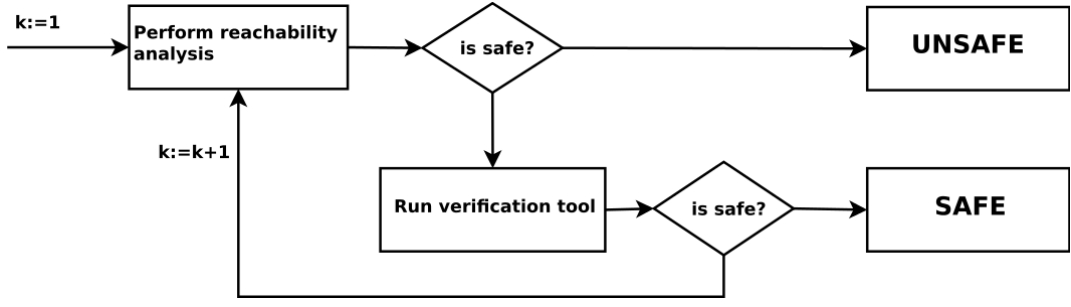 k:=1
Perform reachability
analysis
is safe?
UNSAFE
k:=k+1
Run verification tool
is safe?
SAFE